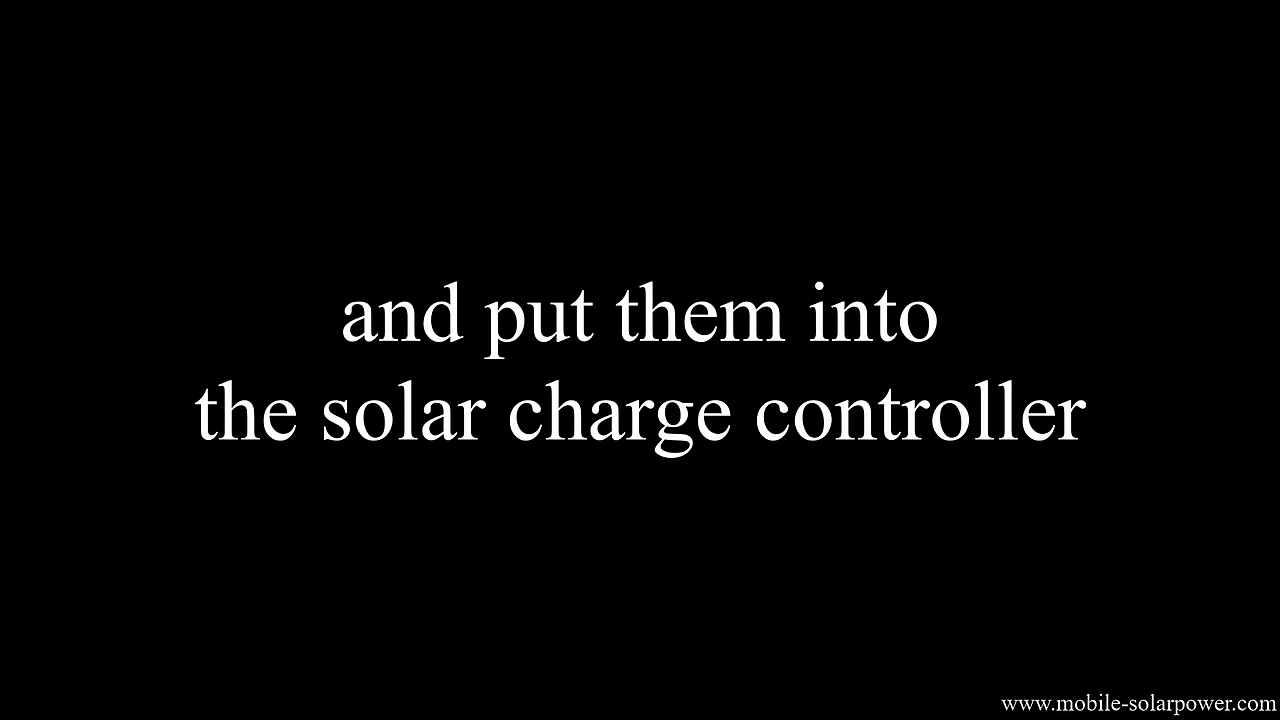 and put them into
the solar charge controller
www.mobile-solarpower.com